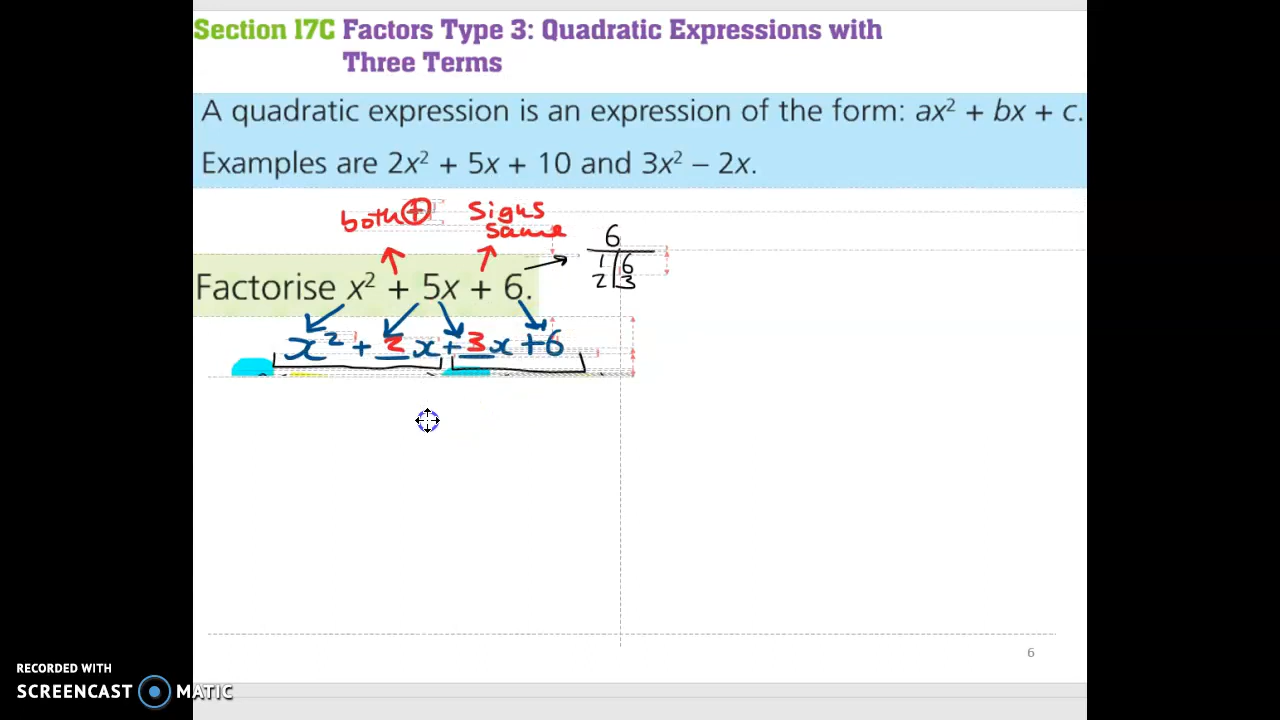 Section 17C Factors Type 3: Quadratic Expressions with
Three Terms
A quadratic expression is an expression of the form: ax² + bx + c.
Examples are 2x² + 5x + 10 and 3x² – 2x.
both + Signs
same
6
1 | 6
2 | 3
Factorise x² + 5x + 6.
x² + 2x + 3x + 6
6
RECORDED WITH
SCREENCAST MATIC